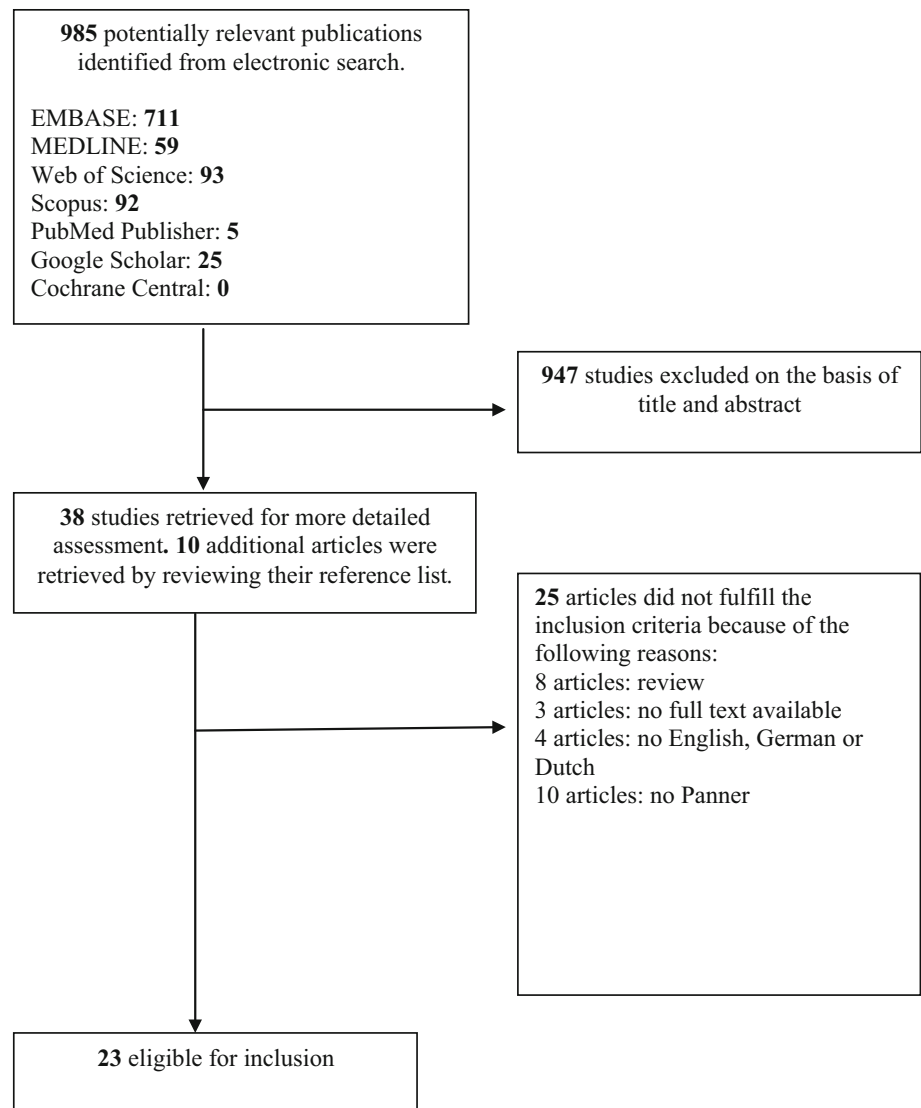 985 potentially relevant publications
identified from electronic search.
EMBASE: 711
MEDLINE: 59
Web of Science: 93
Scopus: 92
PubMed Publisher: 5
Google Scholar: 25
Cochrane Central: 0
947 studies excluded on the basis of
title and abstract
38 studies retrieved for more detailed
assessment. 10 additional articles were
retrieved by reviewing their reference list.
25 articles did not fulfill the
inclusion criteria because of the
following reasons:
8 articles: review
3 articles: no full text available
4 articles: no English, German or
Dutch
10 articles: no Panner
23 eligible for inclusion